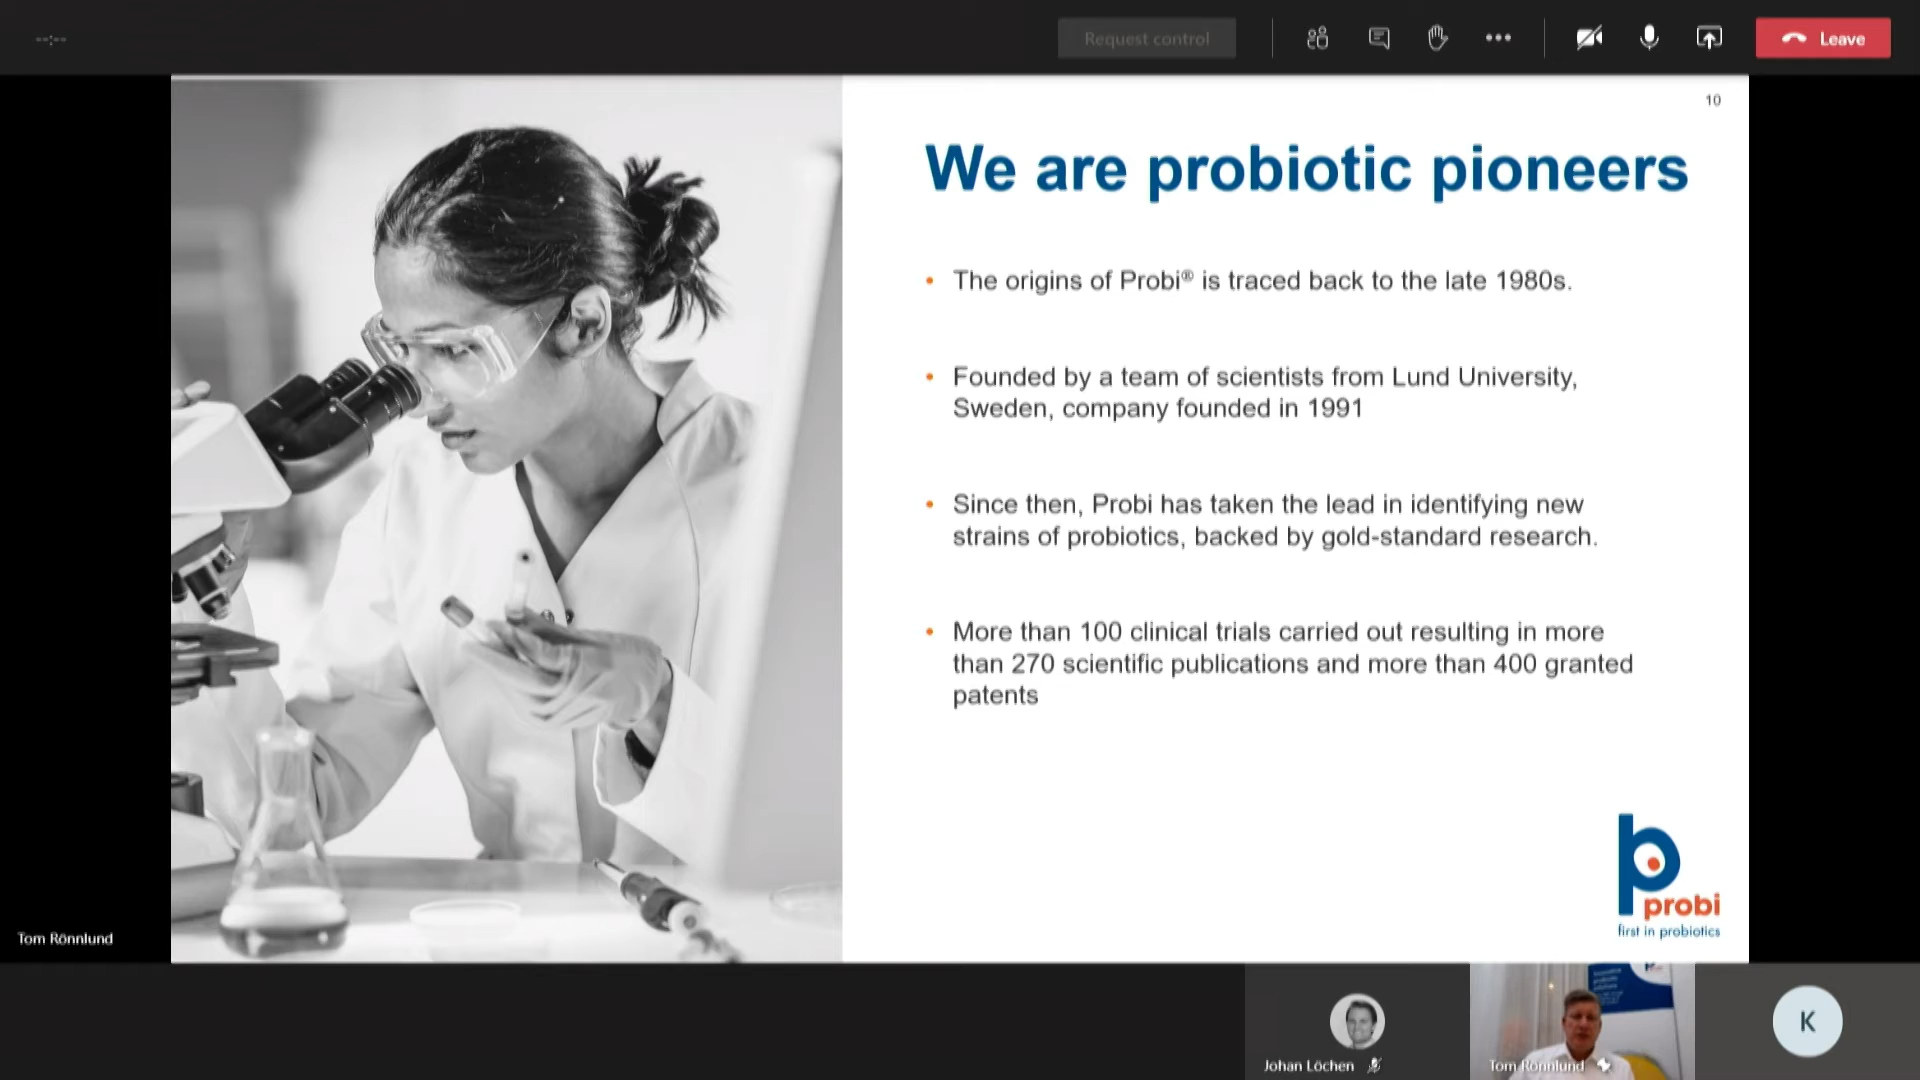 --:--
Request control
Leave
10
We are probiotic pioneers
• The origins of Probi® is traced back to the late 1980s.
• Founded by a team of scientists from Lund University,
Sweden, company founded in 1991
• Since then, Probi has taken the lead in identifying new
strains of probiotics, backed by gold-standard research.
• More than 100 clinical trials carried out resulting in more
than 270 scientific publications and more than 400 granted
patents
probi
first in probiotics
Tom Rönnlund
Johan Löchen
Tom Rönnlund
K